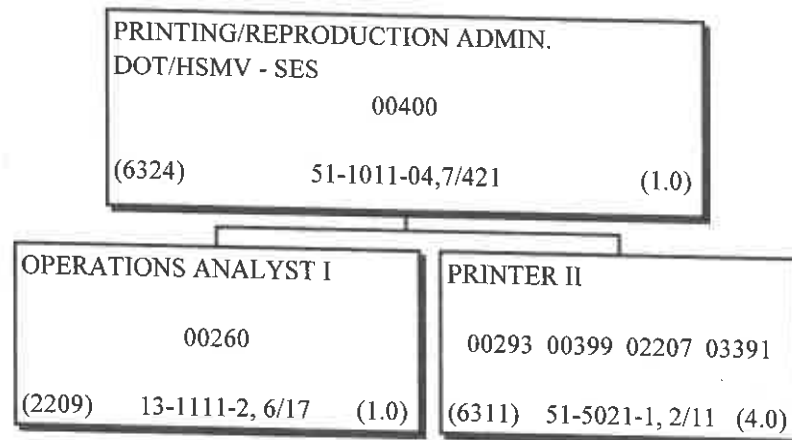 PRINTING/REPRODUCTION ADMIN.
DOT/HSMV - SES
00400
(6324) 51-1011-04,7/421 (1.0)
OPERATIONS ANALYST I
00260
(2209) 13-1111-2, 6/17 (1.0)
PRINTER II
00293 00399 02207 03391
(6311) 51-5021-1, 2/11 (4.0)